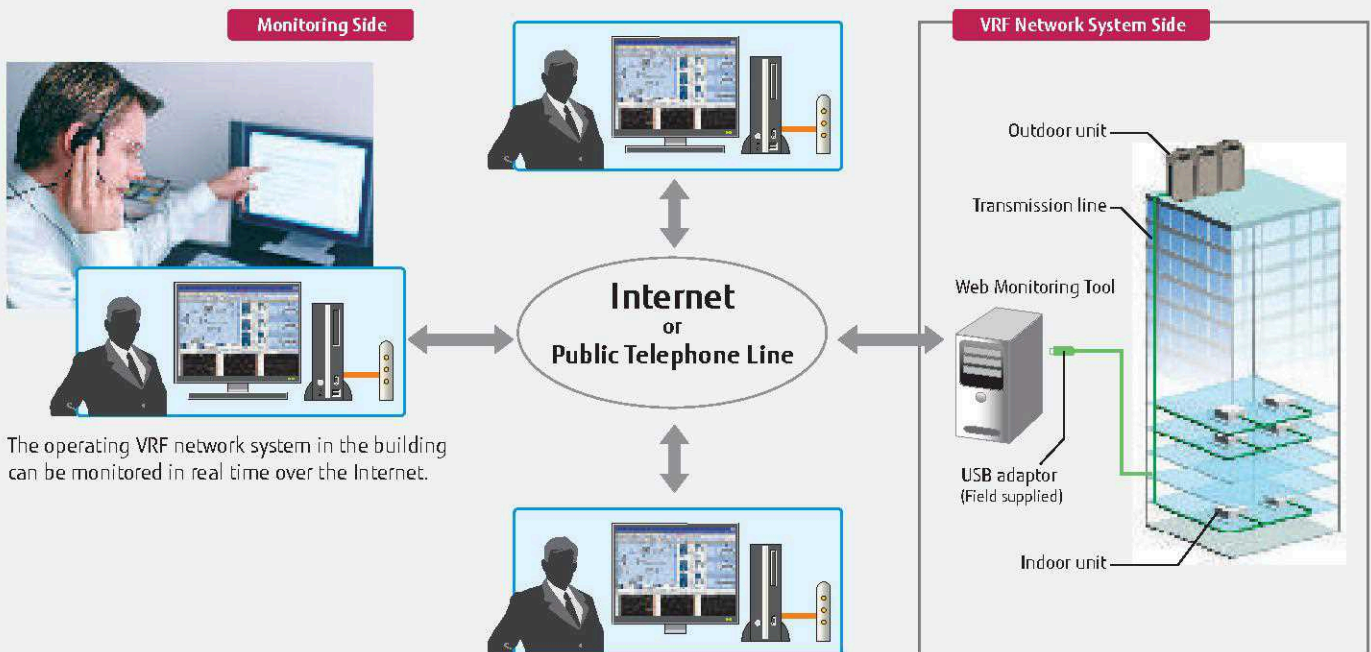 Monitoring Side
VRF Network System Side
Outdoor unit
Transmission line
Web Monitoring Tool
Internet
or
Public Telephone Line
The operating VRF network system in the building
can be monitored in real time over the Internet.
USB adaptor
(Field supplied)
Indoor unit